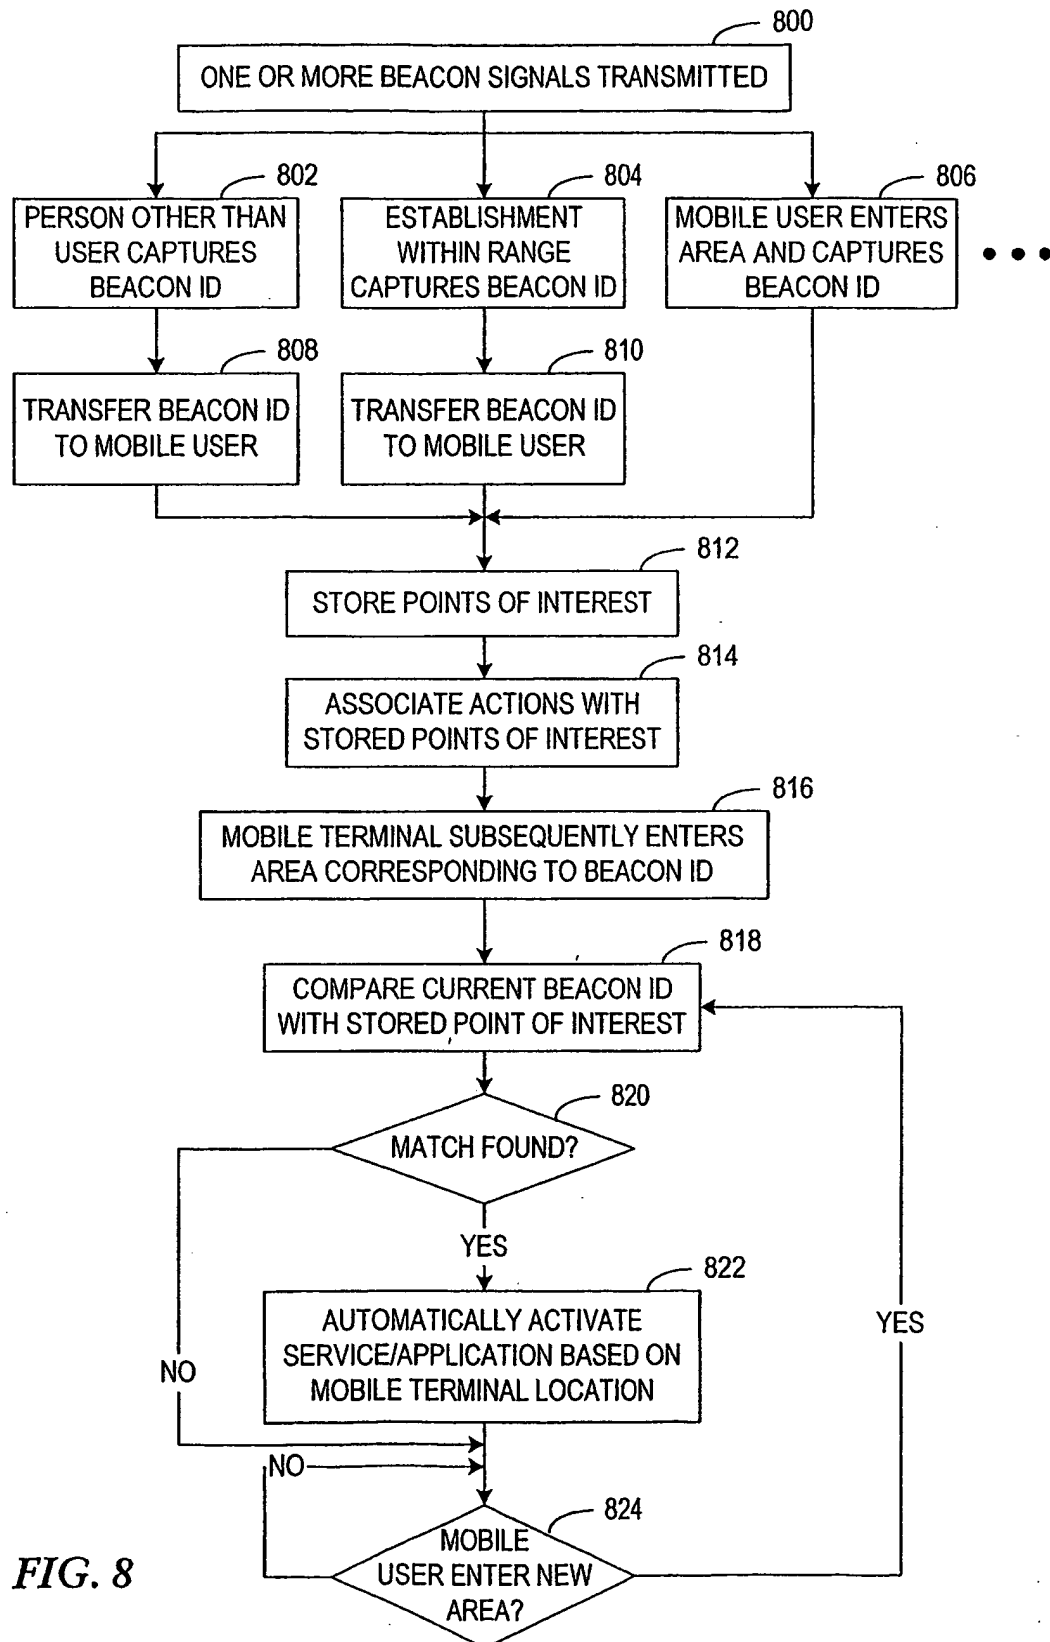 800
ONE OR MORE BEACON SIGNALS TRANSMITTED
802
PERSON OTHER THAN
USER CAPTURES
BEACON ID
804
ESTABLISHMENT
WITHIN RANGE
CAPTURES BEACON ID
806
MOBILE USER ENTERS
AREA AND CAPTURES
BEACON ID
808
TRANSFER BEACON ID
TO MOBILE USER
810
TRANSFER BEACON ID
TO MOBILE USER
812
STORE POINTS OF INTEREST
814
ASSOCIATE ACTIONS WITH
STORED POINTS OF INTEREST
816
MOBILE TERMINAL SUBSEQUENTLY ENTERS
AREA CORRESPONDING TO BEACON ID
818
COMPARE CURRENT BEACON ID
WITH STORED POINT OF INTEREST
820
MATCH FOUND?
YES
822
AUTOMATICALLY ACTIVATE
SERVICE/APPLICATION BASED ON
MOBILE TERMINAL LOCATION
NO
YES
NO
824
MOBILE
USER ENTER NEW
AREA?
FIG. 8